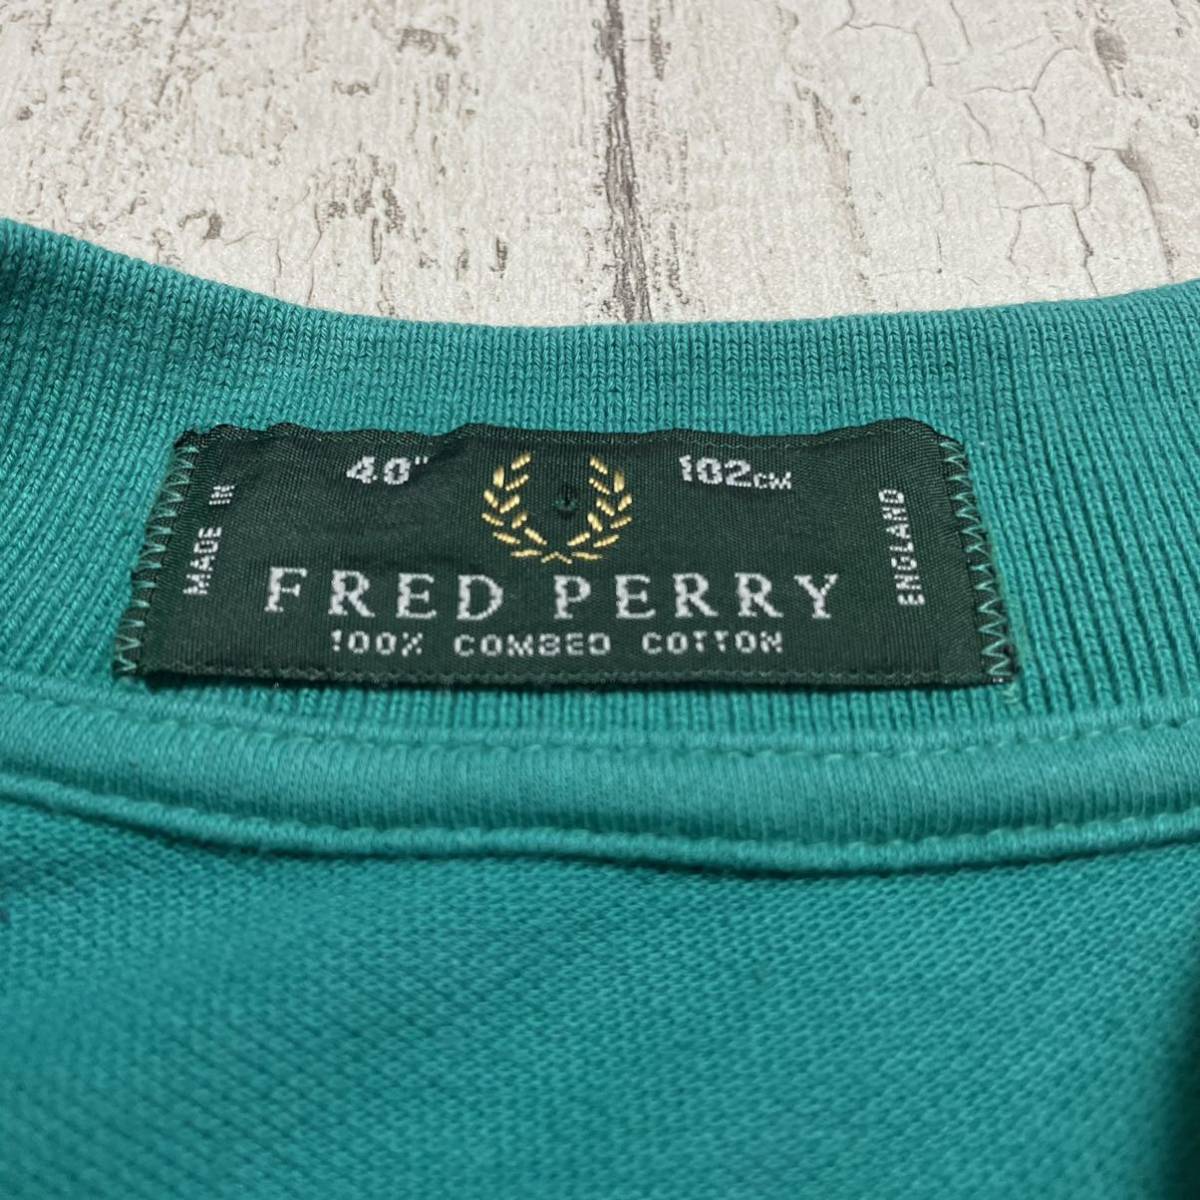 40" 102CM
MADE IN
ENGLAND
FRED PERRY
100% COMBED COTTON